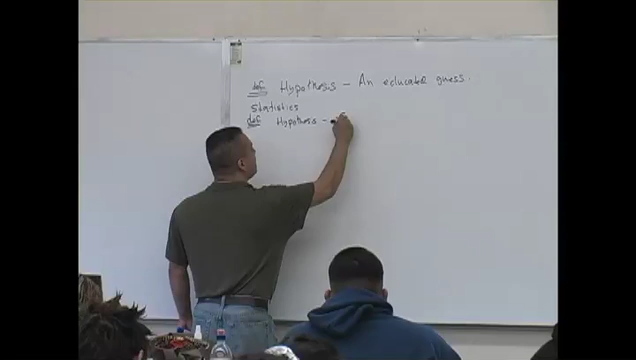 def Hypothesis - An educated guess.
statistics
def Hypothesis -